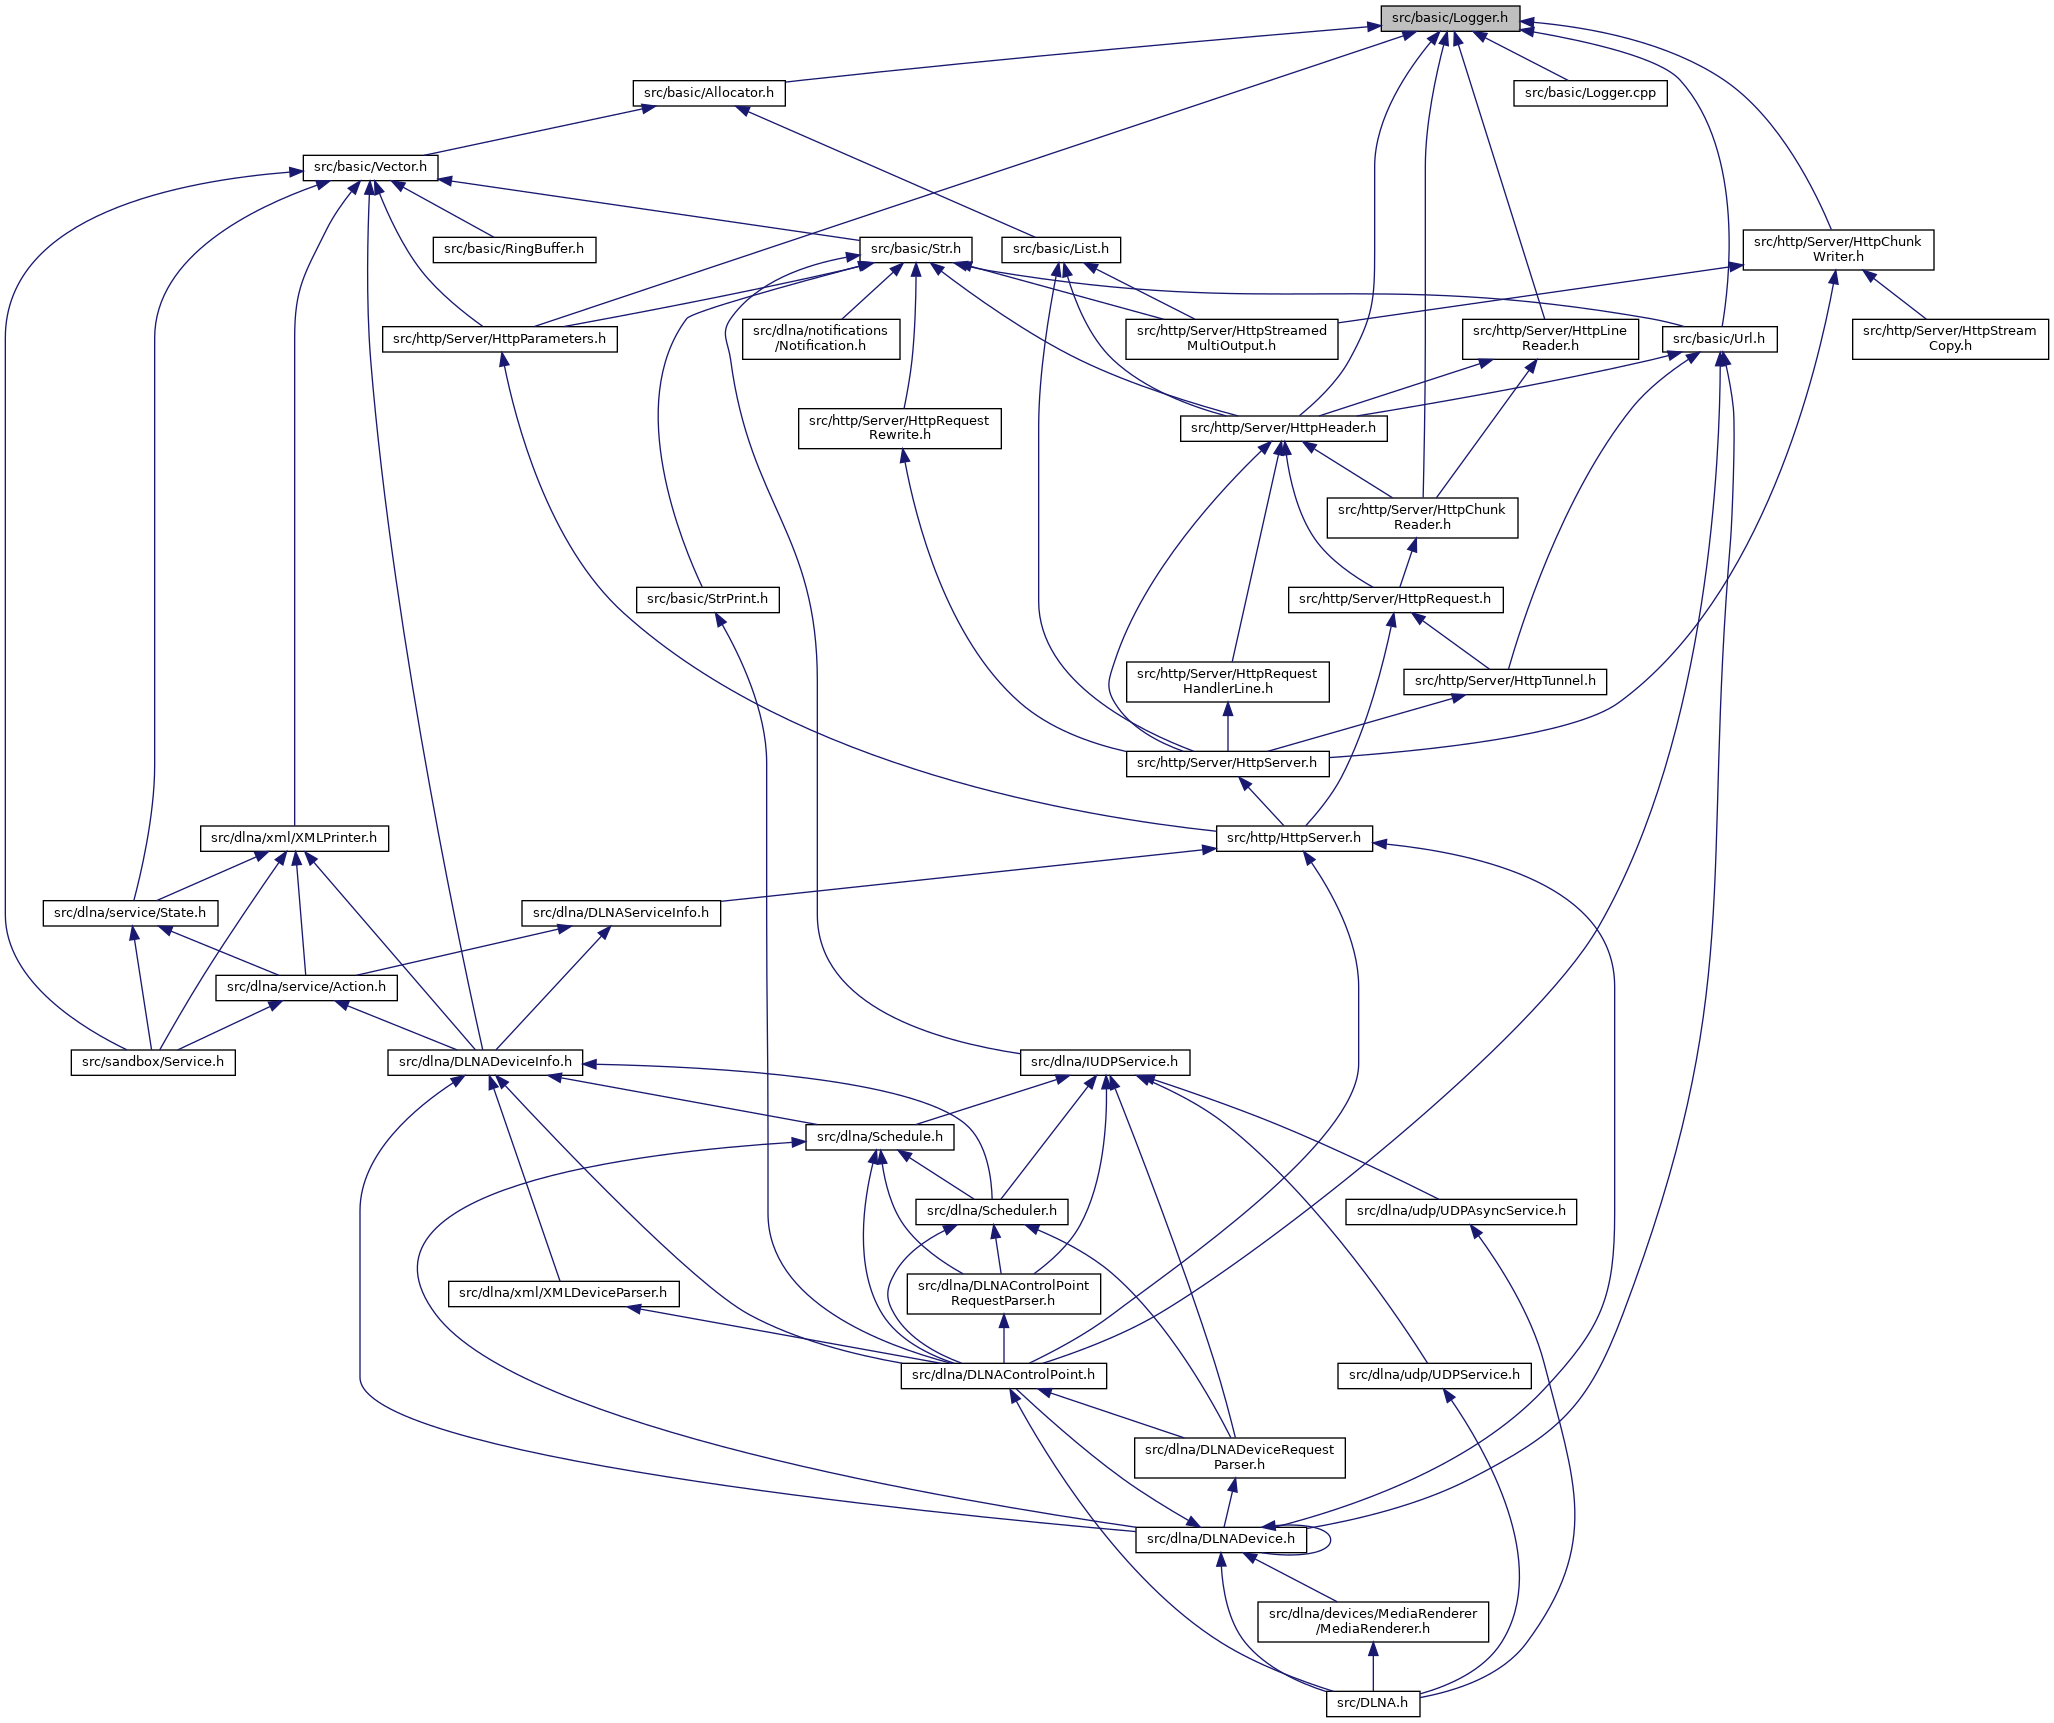 src/basic/Logger.h
src/basic/Allocator.h
src/basic/Logger.cpp
src/basic/Vector.h
src/basic/RingBuffer.h
src/basic/Str.h
src/basic/List.h
src/http/Server/HttpChunk
Writer.h
src/http/Server/HttpParameters.h
src/dlna/notifications
/Notification.h
src/http/Server/HttpStreamed
MultiOutput.h
src/http/Server/HttpLine
Reader.h
src/basic/Url.h
src/http/Server/HttpStream
Copy.h
src/http/Server/HttpRequest
Rewrite.h
src/http/Server/HttpHeader.h
src/http/Server/HttpChunk
Reader.h
src/basic/StrPrint.h
src/http/Server/HttpRequest.h
src/http/Server/HttpRequest
HandlerLine.h
src/http/Server/HttpTunnel.h
src/http/Server/HttpServer.h
src/dlna/xml/XMLPrinter.h
src/http/HttpServer.h
src/dlna/service/State.h
src/dlna/DLNAServiceInfo.h
src/dlna/service/Action.h
src/sandbox/Service.h
src/dlna/DLNADeviceInfo.h
src/dlna/IUDPService.h
src/dlna/Schedule.h
src/dlna/Scheduler.h
src/dlna/udp/UDPAsyncService.h
src/dlna/xml/XMLDeviceParser.h
src/dlna/DLNAControlPoint
RequestParser.h
src/dlna/DLNAControlPoint.h
src/dlna/udp/UDPService.h
src/dlna/DLNADeviceRequest
Parser.h
src/dlna/DLNADevice.h
src/dlna/devices/MediaRenderer
/MediaRenderer.h
src/DLNA.h